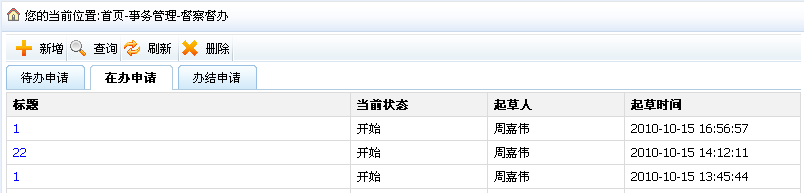 您的当前位置:首页-事务管理-督察督办
新增 查询 刷新 删除
待办申请 在办申请 办结申请
标题 当前状态 起草人 起草时间
1 开始 周嘉伟 2010-10-15 16:56:57
22 开始 周嘉伟 2010-10-15 14:12:11
1 开始 周嘉伟 2010-10-15 13:45:44